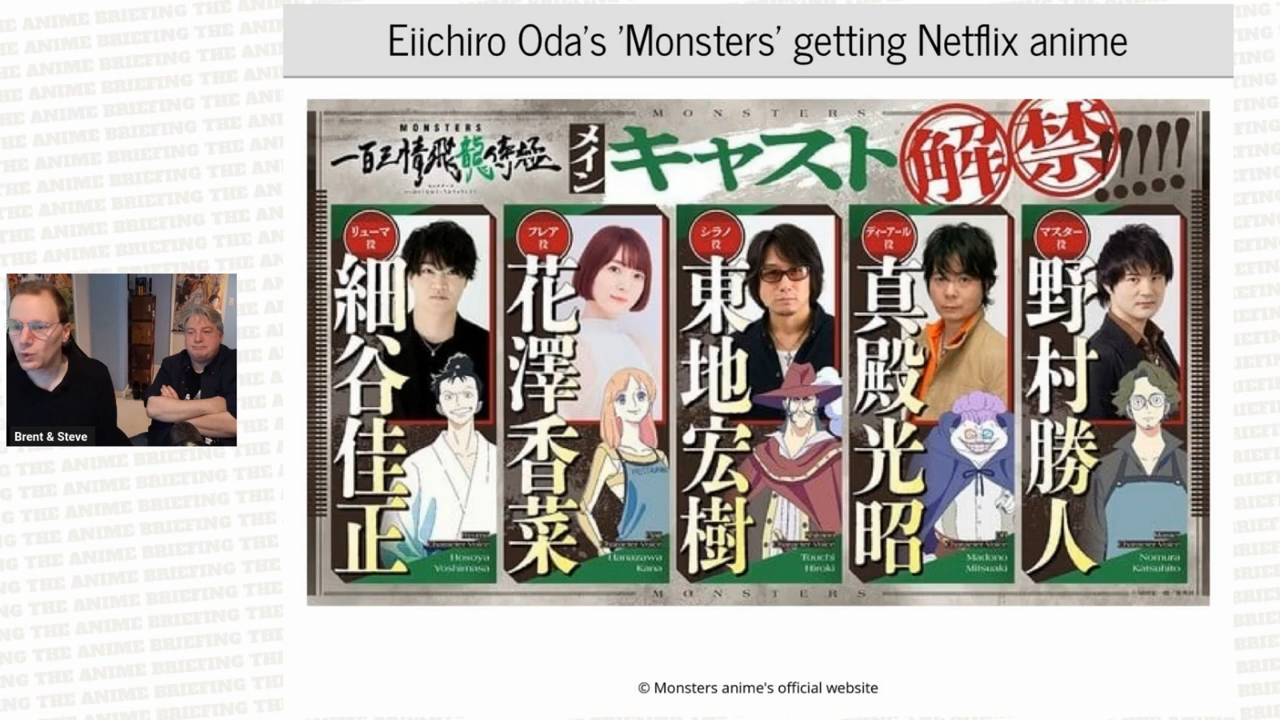 Eiichiro Oda's 'Monsters' getting Netflix anime
MONSTERS
MONSTERS
一百三情飛龍侍極
メイン
キャスト
解禁!!!!!
リューマ役
細谷佳正
Hosoya
Yoshimasa
フレア役
花澤香菜
Hanazawa
Kana
シラノ役
東地宏樹
Touchi
Hiroki
ディーアール役
真殿光昭
Madono
Mitsuaki
マスター役
野村勝人
Nomura
Katsuhito
MONSTERS
Brent & Steve
© Monsters anime's official website
THE ANIME BRIEFING